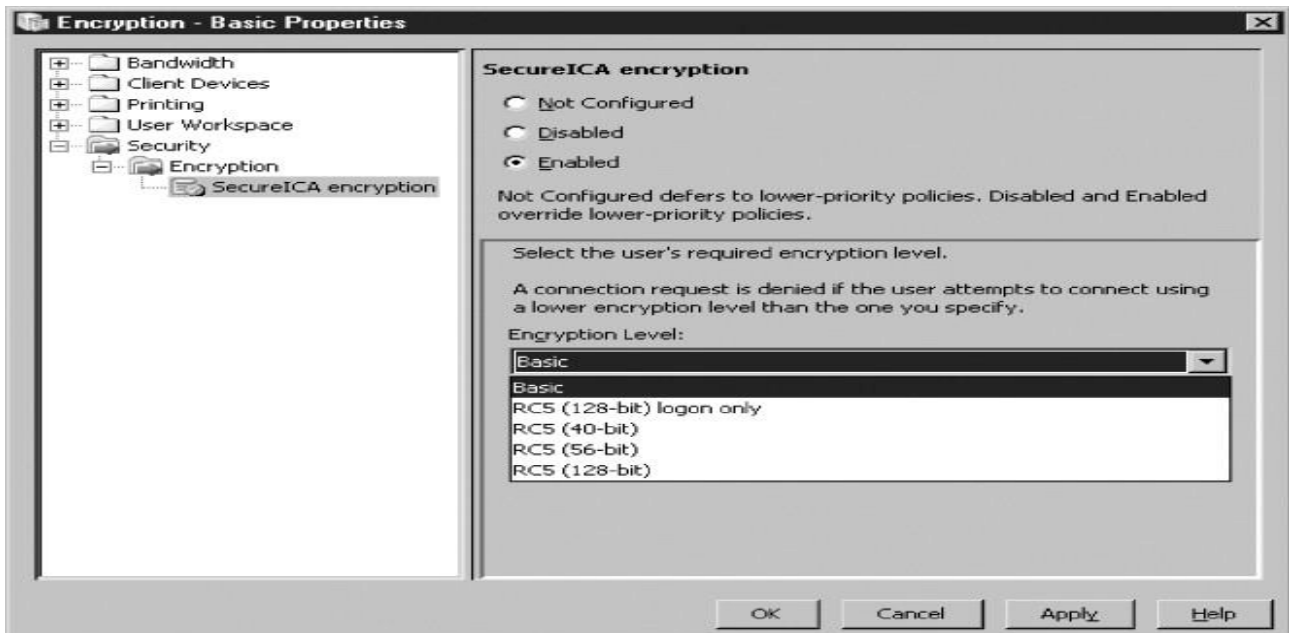 Encryption - Basic Properties
Bandwidth
Client Devices
Printing
User Workspace
Security
Encryption
SecureICA encryption
SecureICA encryption
Not Configured
Disabled
Enabled
Not Configured defers to lower-priority policies. Disabled and Enabled
override lower-priority policies.
Select the user's required encryption level.
A connection request is denied if the user attempts to connect using
a lower encryption level than the one you specify.
Encryption Level:
Basic
Basic
RC5 (128-bit) logon only
RC5 (40-bit)
RC5 (56-bit)
RC5 (128-bit)
OK
Cancel
Apply
Help